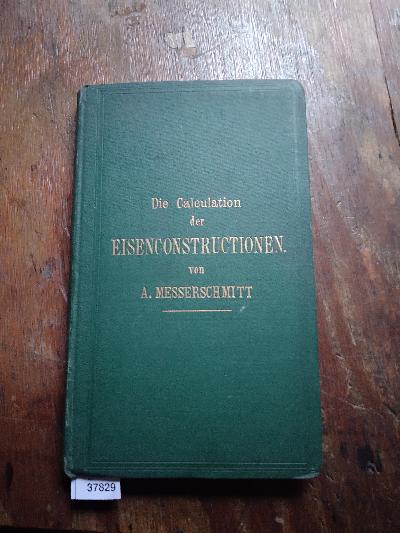 Die Calculation
der
EISENCONSTRUCTIONEN.
von
A. MESSERSCHMITT
37829